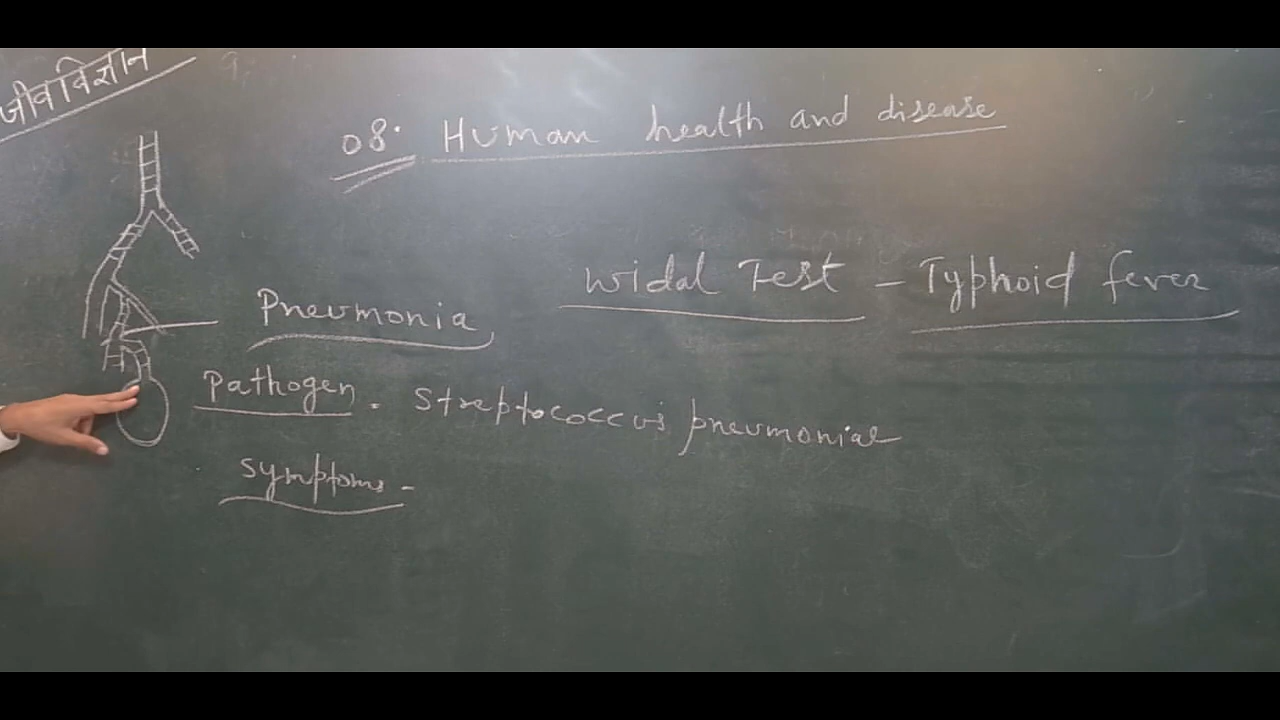 जीवविज्ञान
08. Human health and disease
Widal Test - Typhoid fever
Pneumonia
Pathogen. Streptococcus pneumoniae
Symptoms -